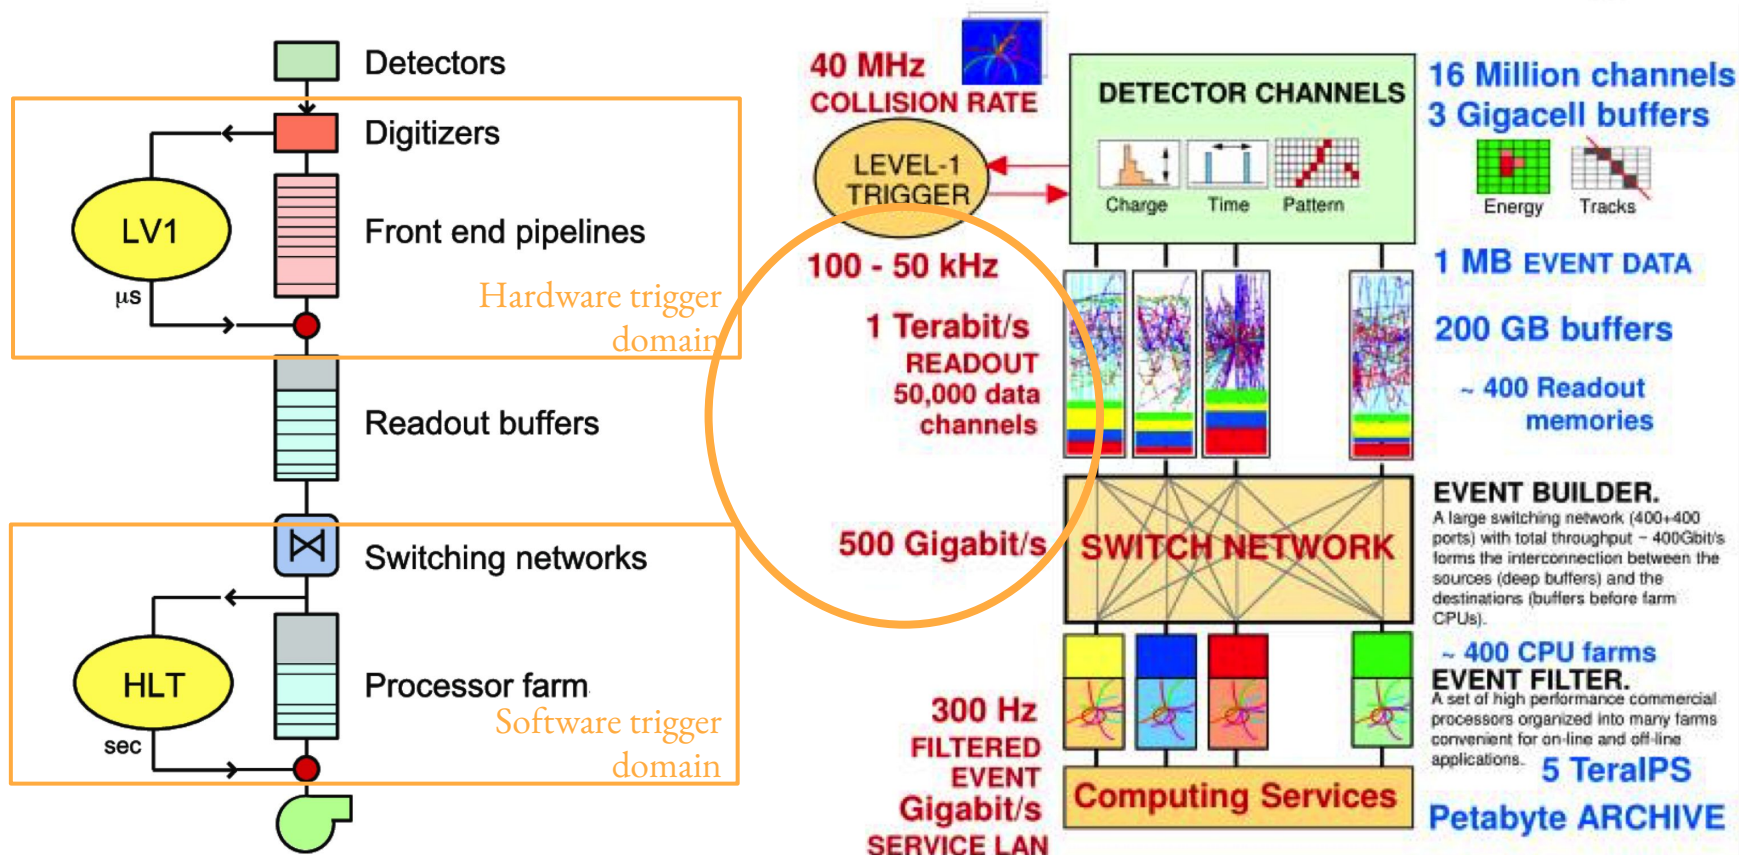 Detectors
Digitizers
LV1
Front end pipelines
μs
Hardware trigger
domain
Readout buffers
Switching networks
HLT
Processor farm
Software trigger
domain
sec
40 MHz
COLLISION RATE
LEVEL-1
TRIGGER
DETECTOR CHANNELS
Charge
Time
Pattern
16 Million channels
3 Gigacell buffers
Energy
Tracks
100 - 50 kHz
1 MB EVENT DATA
1 Terabit/s
READOUT
50,000 data
channels
200 GB buffers
~ 400 Readout
memories
500 Gigabit/s
SWITCH NETWORK
EVENT BUILDER.
A large switching network (400+400
ports) with total throughput ~ 400Gbit/s
forms the interconnection between the
sources (deep buffers) and the
destinations (buffers before farm
CPUs).
~ 400 CPU farms
EVENT FILTER.
A set of high performance commercial
processors organized into many farms
convenient for on-line and off-line
applications.
300 Hz
FILTERED
EVENT
Gigabit/s
SERVICE LAN
Computing Services
5 TeraIPS
Petabyte ARCHIVE